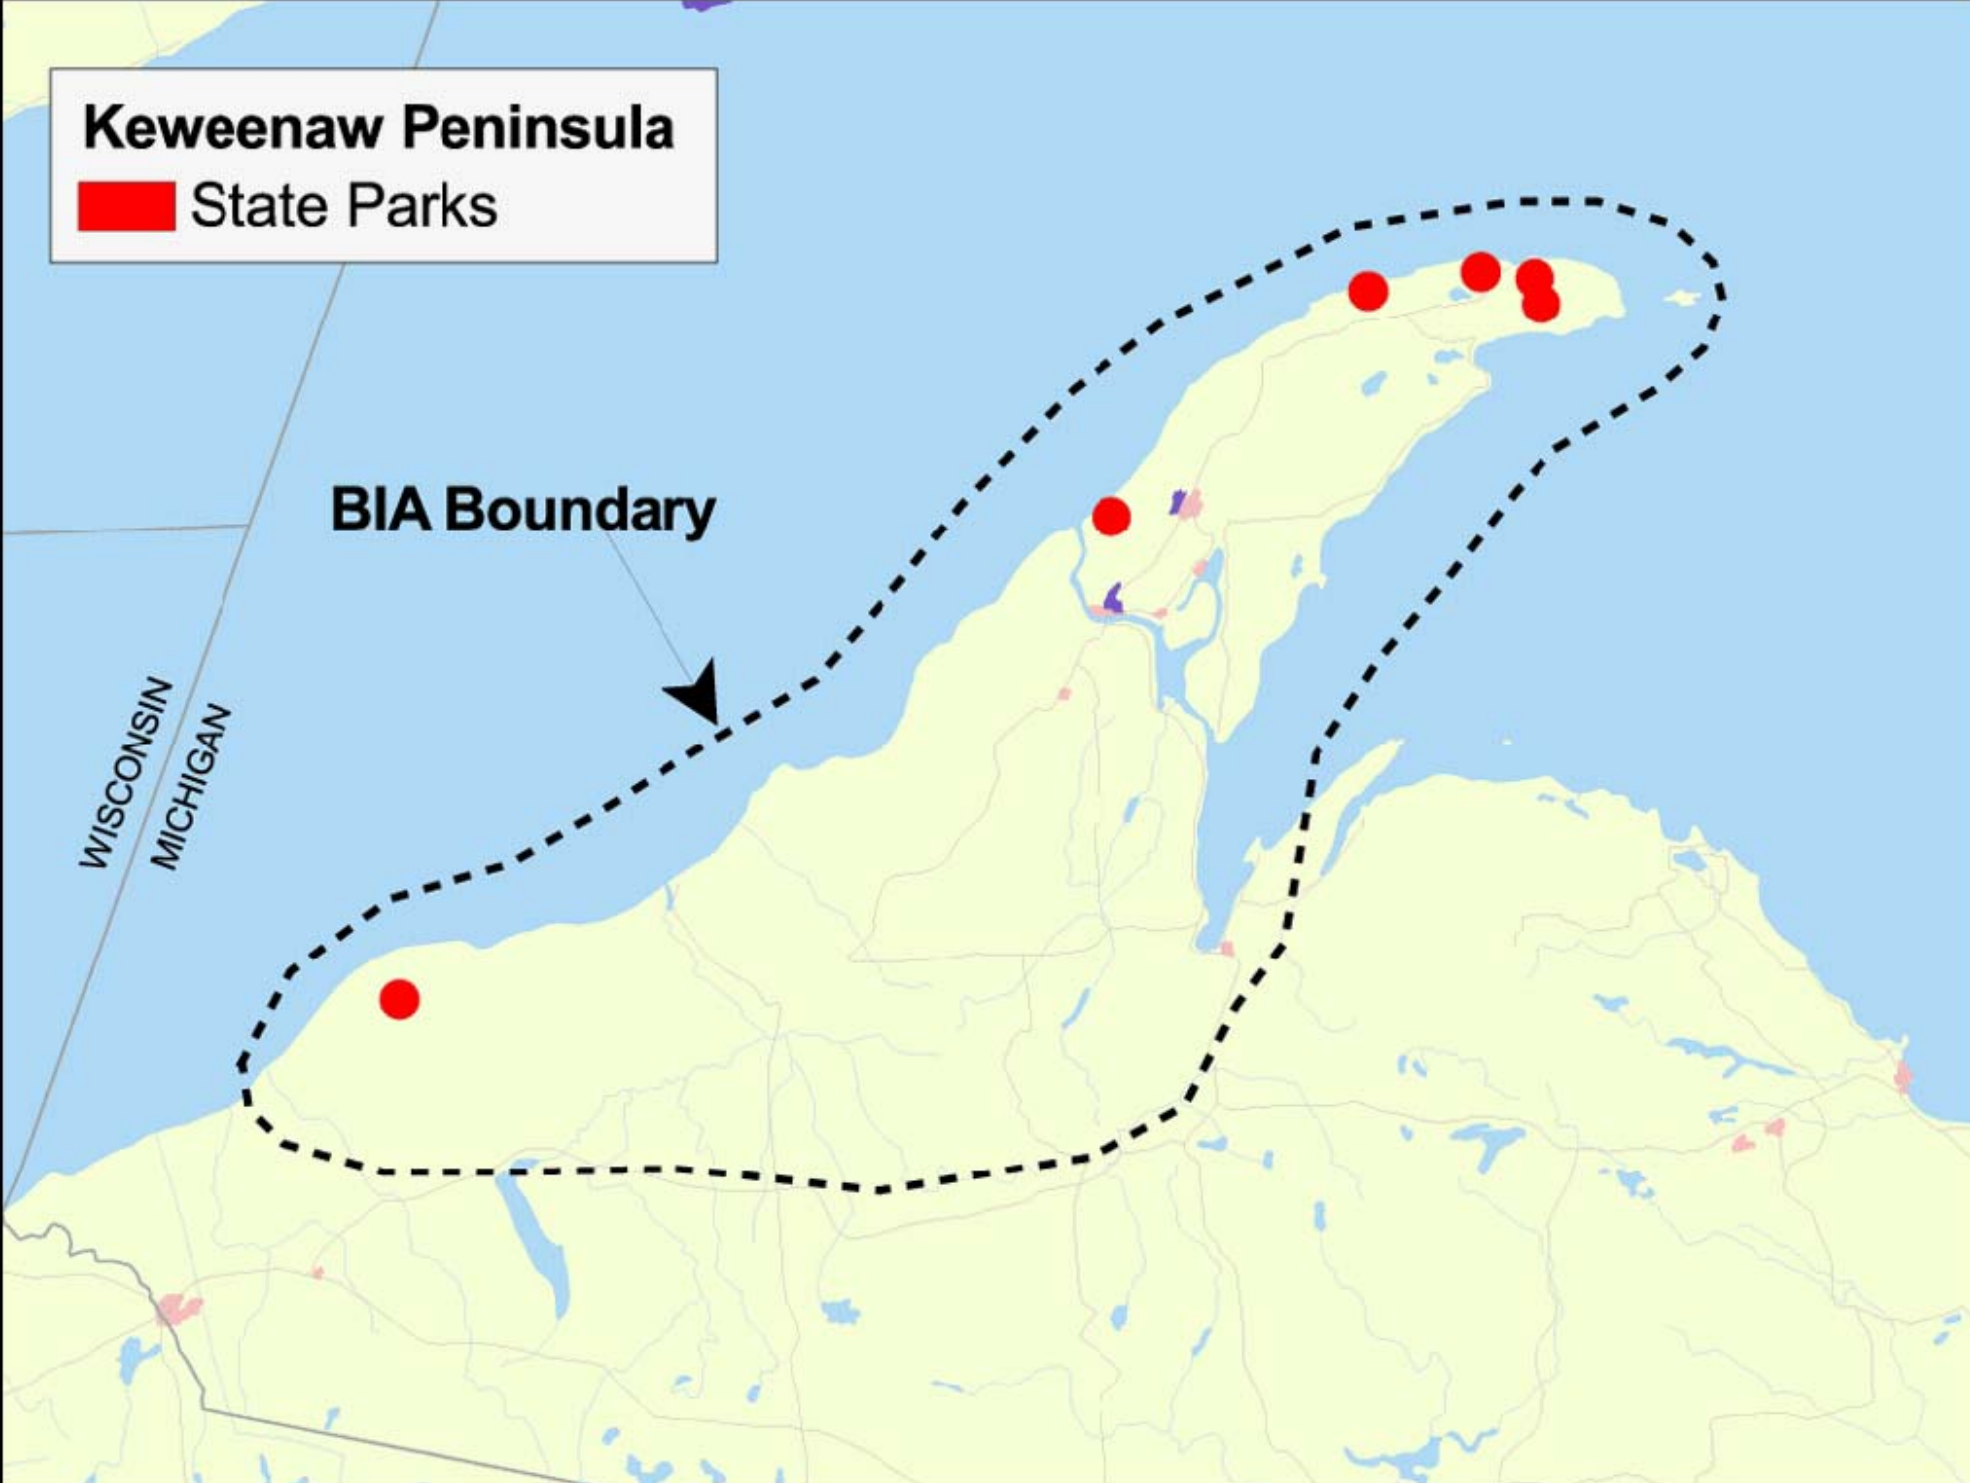 Keweenaw Peninsula
State Parks
BIA Boundary
WISCONSIN
MICHIGAN